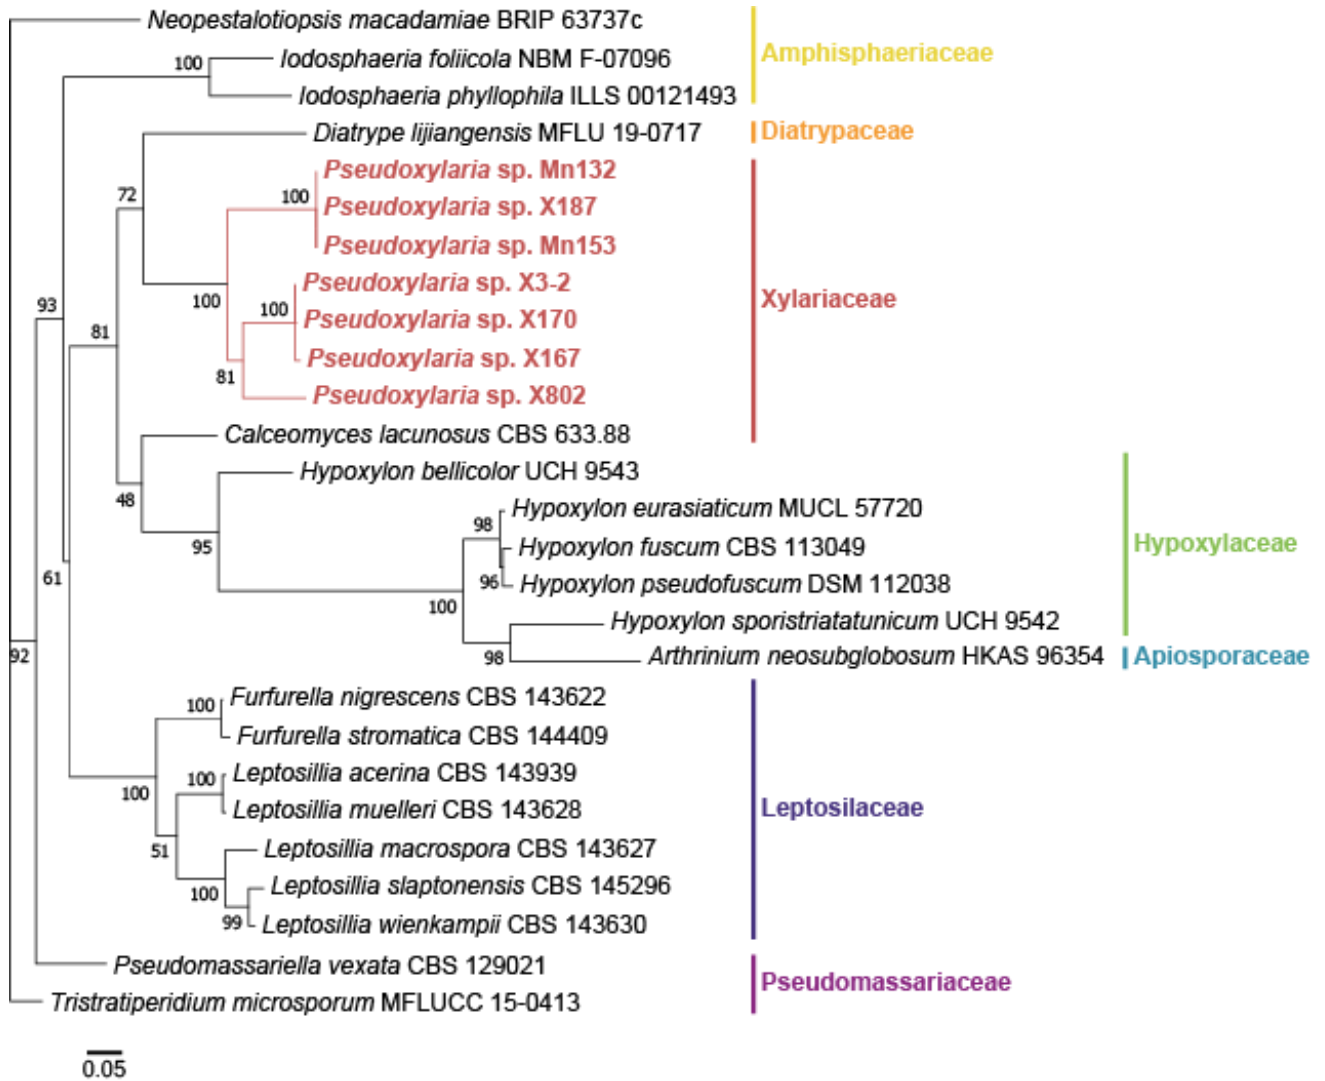 Neopestalotiopsis macadamiae BRIP 63737c
Amphisphaeriaceae
100
Iodosphaeria foliicola NBM F-07096
Iodosphaeria phyllophila ILLS 00121493
Diatrype lijiangensis MFLU 19-0717
Diatrypaceae
Pseudoxylaria sp. Mn132
72
100
Pseudoxylaria sp. X187
Pseudoxylaria sp. Mn153
Pseudoxylaria sp. X3-2
Xylariaceae
93
100
100
Pseudoxylaria sp. X170
81
Pseudoxylaria sp. X167
81
Pseudoxylaria sp. X802
Calceomyces lacunosus CBS 633.88
Hypoxylon bellicolor UCH 9543
48
Hypoxylon eurasiaticum MUCL 57720
98
95
Hypoxylon fuscum CBS 113049
Hypoxylaceae
61
96
Hypoxylon pseudofuscum DSM 112038
100
Hypoxylon sporistriatatunicum UCH 9542
92
98
Arthrinium neosubglobosum HKAS 96354
Apiosporaceae
100
Furfurella nigrescens CBS 143622
Furfurella stromatica CBS 144409
100
Leptosillia acerina CBS 143939
100
Leptosillia muelleri CBS 143628
Leptosilaceae
51
Leptosillia macrospora CBS 143627
100
Leptosillia slaptonensis CBS 145296
99
Leptosillia wienkampii CBS 143630
Pseudomassariella vexata CBS 129021
Pseudomassariaceae
Tristratiperidium microsporum MFLUCC 15-0413
0.05